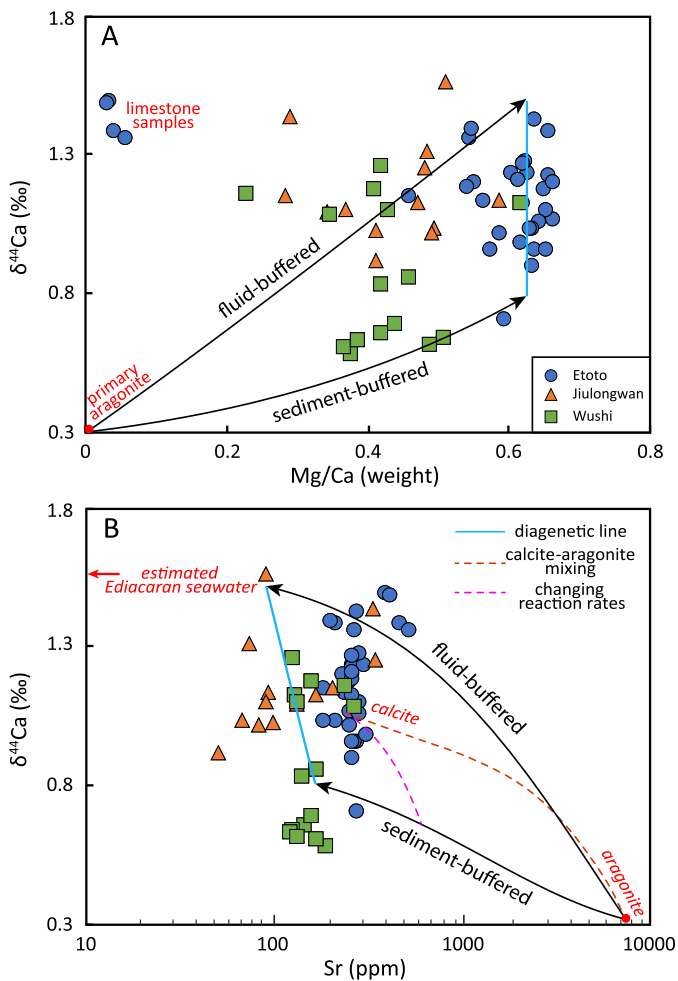 1.8
A
limestone
samples
1.3
δ⁴⁴Ca (‰)
fluid-buffered
0.8
primary
aragonite
sediment-buffered
Etoto
Jiulongwan
Wushi
0.3
0
0.2
0.4
0.6
0.8
Mg/Ca (weight)
1.8
B
diagenetic line
calcite-aragonite
mixing
changing
reaction rates
estimated
Ediacaran seawater
1.3
fluid-buffered
calcite
δ⁴⁴Ca (‰)
0.8
sediment-buffered
aragonite
0.3
10
100
1000
10000
Sr (ppm)